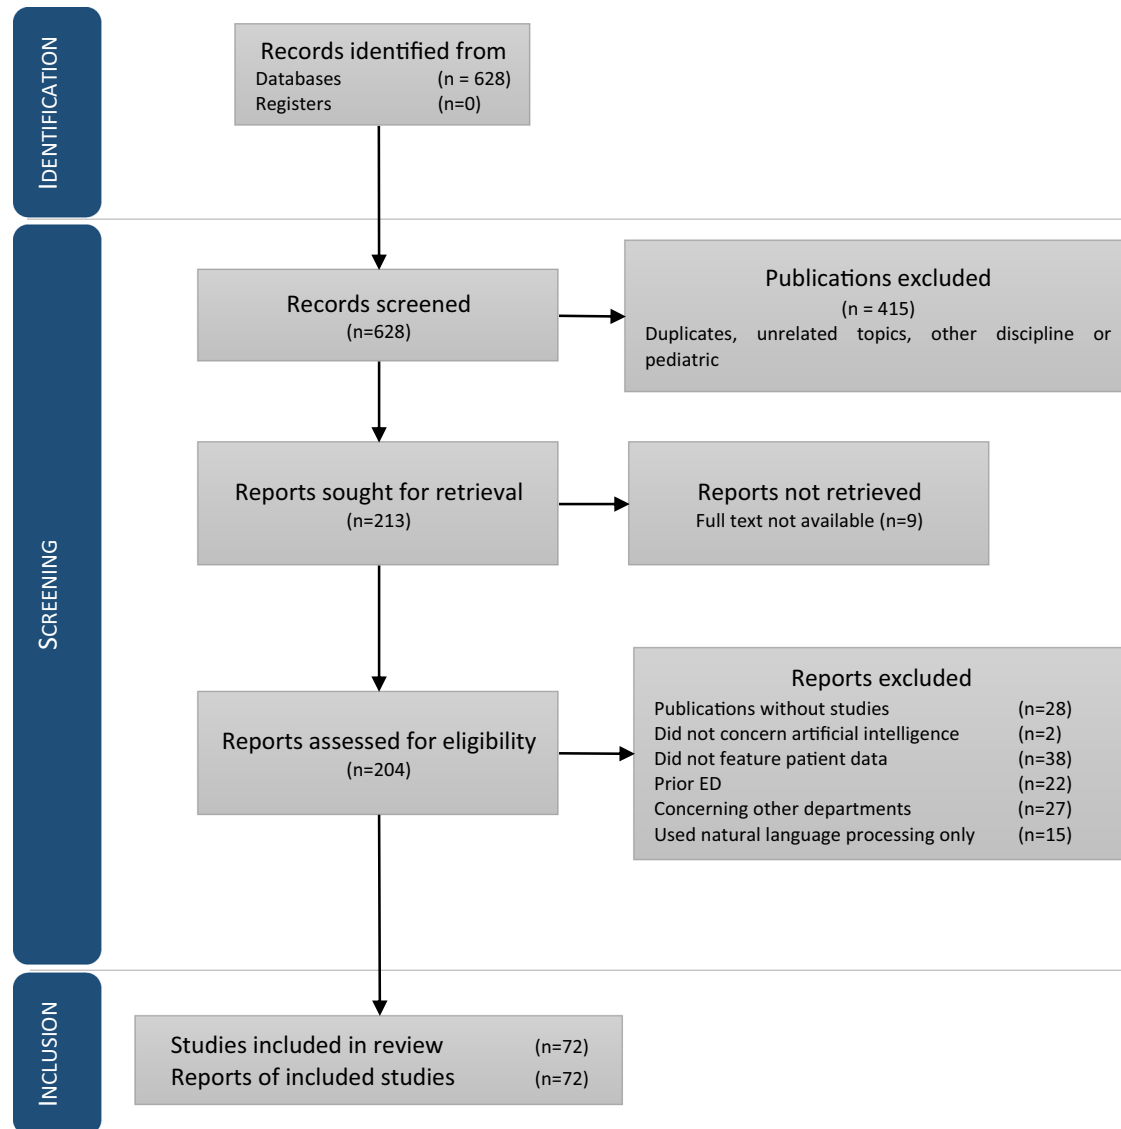 IDENTIFICATION
Records identified from
Databases (n = 628)
Registers (n=0)
SCREENING
Records screened
(n=628)
Publications excluded
(n = 415)
Duplicates, unrelated topics, other discipline or
pediatric
Reports sought for retrieval
(n=213)
Reports not retrieved
Full text not available (n=9)
Reports assessed for eligibility
(n=204)
Reports excluded
Publications without studies (n=28)
Did not concern artificial intelligence (n=2)
Did not feature patient data (n=38)
Prior ED (n=22)
Concerning other departments (n=27)
Used natural language processing only (n=15)
INCLUSION
Studies included in review (n=72)
Reports of included studies (n=72)